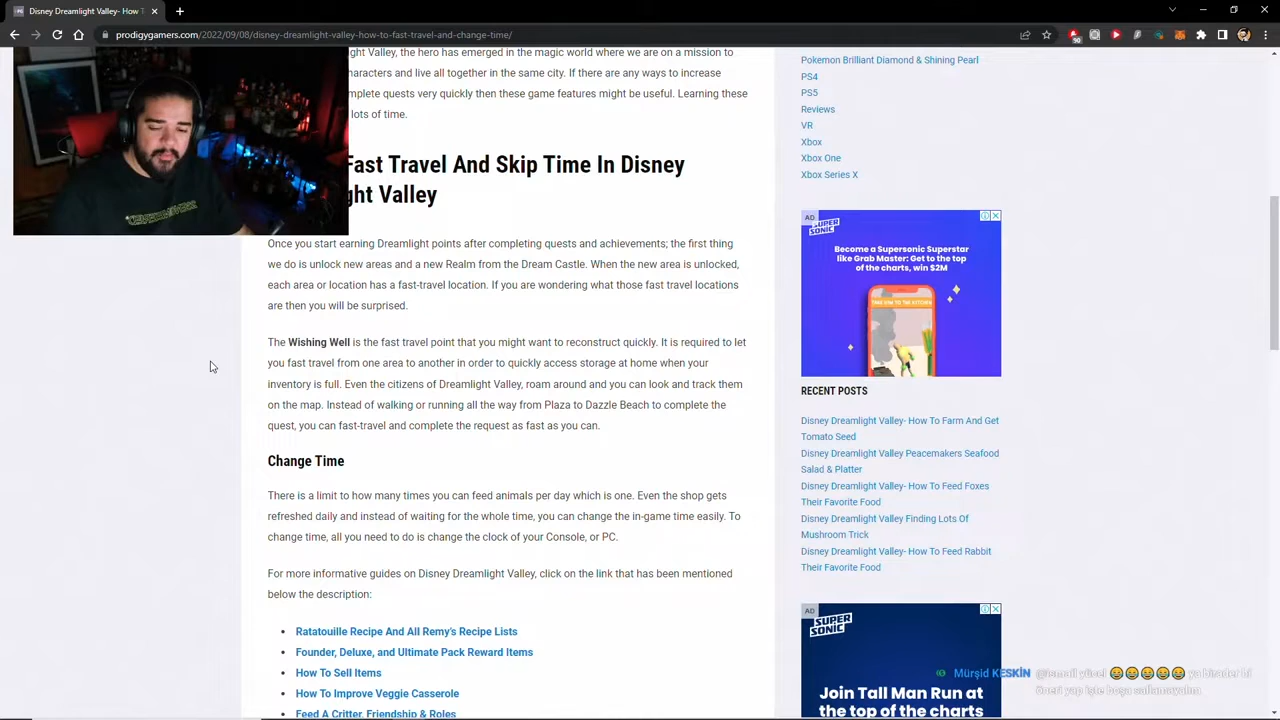 Disney Dreamlight Valley- How T
prodigygamers.com/2022/09/08/disney-dreamlight-valley-how-to-fast-travel-and-change-time/
ght Valley, the hero has emerged in the magic world where we are on a mission to
haracters and live all together in the same city. If there are any ways to increase
mplete quests very quickly then these game features might be useful. Learning these
lots of time.
Fast Travel And Skip Time In Disney
ght Valley
Once you start earning Dreamlight points after completing quests and achievements; the first thing
we do is unlock new areas and a new Realm from the Dream Castle. When the new area is unlocked,
each area or location has a fast-travel location. If you are wondering what those fast travel locations
are then you will be surprised.
The Wishing Well is the fast travel point that you might want to reconstruct quickly. It is required to let
you fast travel from one area to another in order to quickly access storage at home when your
inventory is full. Even the citizens of Dreamlight Valley, roam around and you can look and track them
on the map. Instead of walking or running all the way from Plaza to Dazzle Beach to complete the
quest, you can fast-travel and complete the request as fast as you can.
Change Time
There is a limit to how many times you can feed animals per day which is one. Even the shop gets
refreshed daily and instead of waiting for the whole time, you can change the in-game time easily. To
change time, all you need to do is change the clock of your Console, or PC.
For more informative guides on Disney Dreamlight Valley, click on the link that has been mentioned
below the description:
• Ratatouille Recipe And All Remy's Recipe Lists
• Founder, Deluxe, and Ultimate Pack Reward Items
• How To Sell Items
• How To Improve Veggie Casserole
• Feed A Critter, Friendship & Roles
Pokemon Brilliant Diamond & Shining Pearl
PS4
PS5
Reviews
VR
Xbox
Xbox One
Xbox Series X
AD
SUPER
SONIC
Become a Supersonic Superstar
like Grab Master: Get to the top
of the charts, win $2M
RECENT POSTS
Disney Dreamlight Valley- How To Farm And Get
Tomato Seed
Disney Dreamlight Valley Peacemakers Seafood
Salad & Platter
Disney Dreamlight Valley- How To Feed Foxes
Their Favorite Food
Disney Dreamlight Valley Finding Lots Of
Mushroom Trick
Disney Dreamlight Valley- How To Feed Rabbit
Their Favorite Food
AD
SUPER
SONIC
Join Tall Man Run at
the top of the charts
Mürşid KESKİN